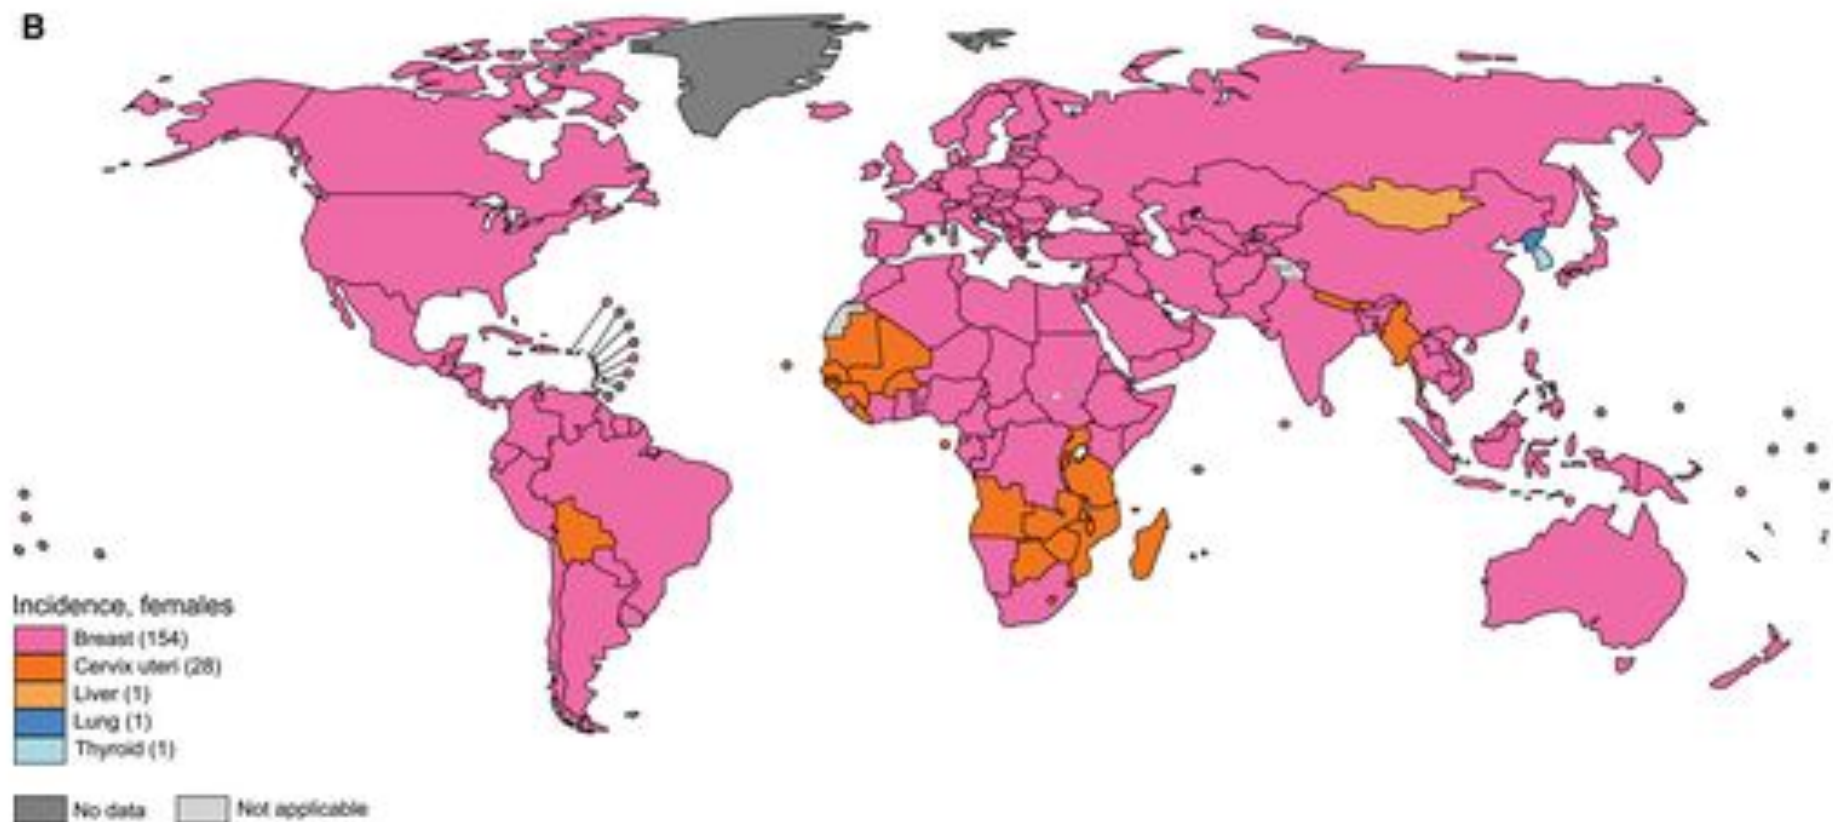 B
Incidence, females
Breast (154)
Cervix uteri (28)
Liver (1)
Lung (1)
Thyroid (1)
No data Not applicable